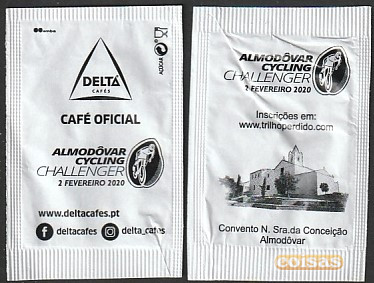 samba
AÇÚCAR
DELTA
CAFÉS
CAFÉ OFICIAL
ALMODÔVAR
CYCLING
CHALLENGER
2 FEVEREIRO 2020
www.deltacafes.pt
deltacafes
delta_cafes
ALMODÔVAR
CYCLING
CHALLENGER
2 FEVEREIRO 2020
Inscrições em:
www.trilhoperdido.com
Convento N. Sra.da Conceição
Almodôvar
coisas